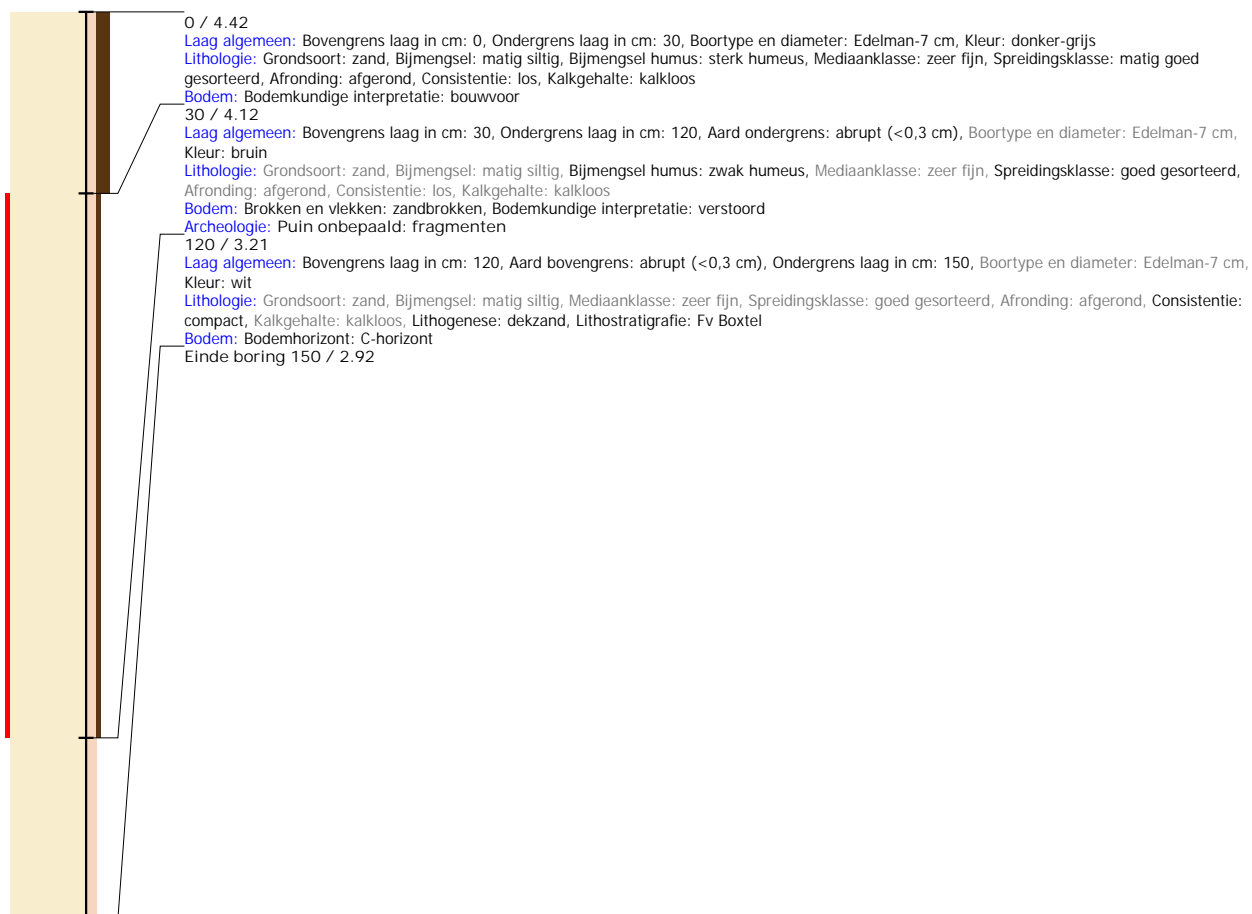 0 / 4.42
Laag algemeen: Bovengrens laag in cm: 0, Ondergrens laag in cm: 30, Boortype en diameter: Edelman-7 cm, Kleur: donker-grijs
Lithologie: Grondsoort: zand, Bijmengsel: matig siltig, Bijmengsel humus: sterk humeus, Mediaanklasse: zeer fijn, Spreidingsklasse: matig goed
gesorteerd, Afronding: afgerond, Consistentie: los, Kalkgehalte: kalkloos
Bodem: Bodemkundige interpretatie: bouwvoor
30 / 4.12
Laag algemeen: Bovengrens laag in cm: 30, Ondergrens laag in cm: 120, Aard ondergrens: abrupt (<0,3 cm), Boortype en diameter: Edelman-7 cm,
Kleur: bruin
Lithologie: Grondsoort: zand, Bijmengsel: matig siltig, Bijmengsel humus: zwak humeus, Mediaanklasse: zeer fijn, Spreidingsklasse: goed gesorteerd,
Afronding: afgerond, Consistentie: los, Kalkgehalte: kalkloos
Bodem: Brokken en vlekken: zandbrokken, Bodemkundige interpretatie: verstoord
Archeologie: Puin onbepaald: fragmenten
120 / 3.21
Laag algemeen: Bovengrens laag in cm: 120, Aard bovengrens: abrupt (<0,3 cm), Ondergrens laag in cm: 150, Boortype en diameter: Edelman-7 cm,
Kleur: wit
Lithologie: Grondsoort: zand, Bijmengsel: matig siltig, Mediaanklasse: zeer fijn, Spreidingsklasse: goed gesorteerd, Afronding: afgerond, Consistentie:
compact, Kalkgehalte: kalkloos, Lithogenese: dekzand, Lithostratigrafie: Fv Boxtel
Bodem: Bodemhorizont: C-horizont
Einde boring 150 / 2.92